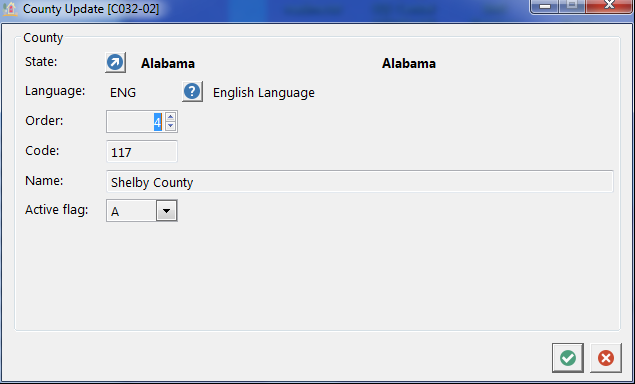 County Update [C032-02]
County
State: Alabama Alabama
Language: ENG ? English Language
Order: 4
Code: 117
Name: Shelby County
Active flag: A